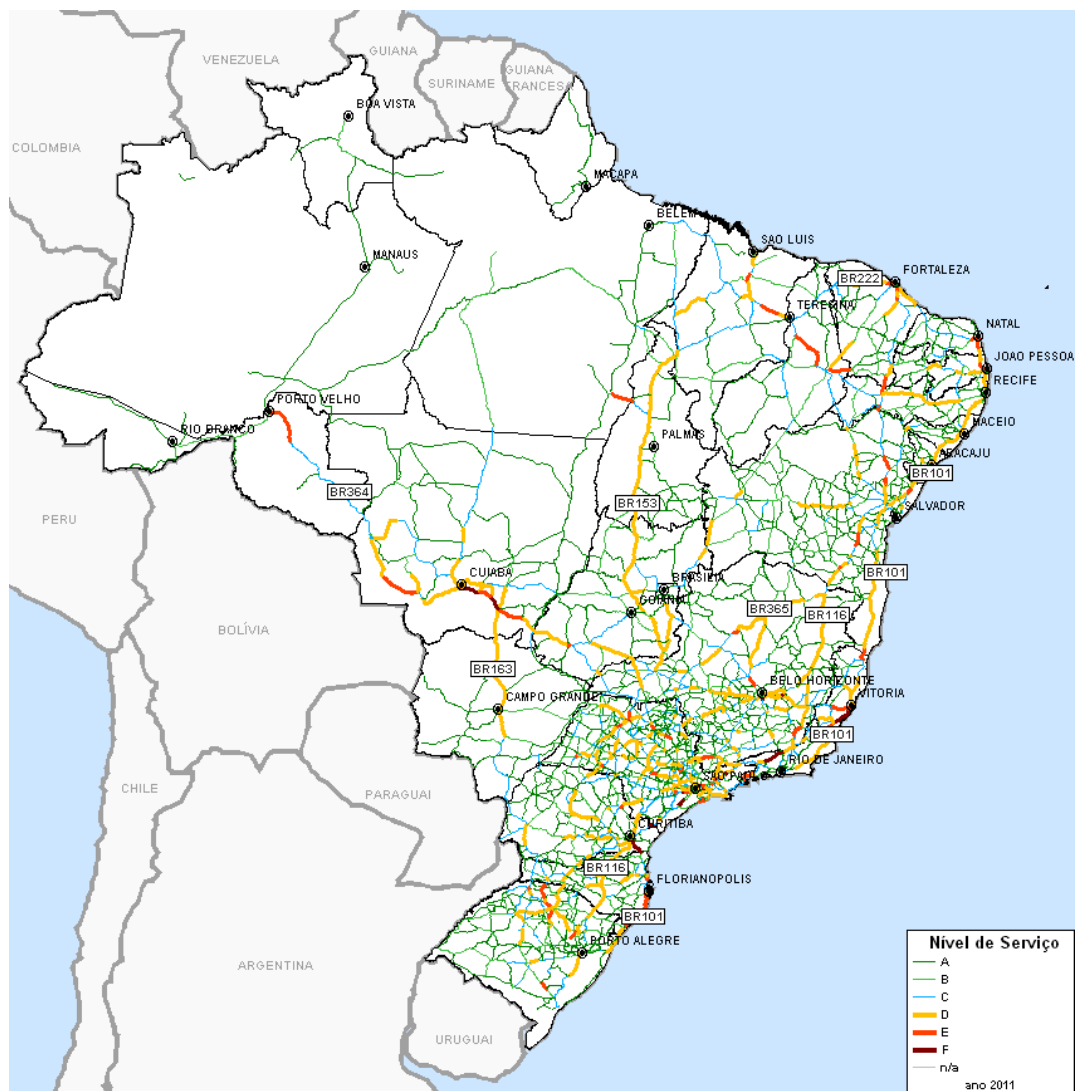 GUIANA
VENEZUELA
SURINAME
GUIANA
FRANCESA
BOA VISTA
COLOMBIA
MACAPA
BELEM
SAO LUIS
MANAUS
FORTALEZA
BR222
TERESINA
NATAL
JOAO PESSOA
RECIFE
PORTO VELHO
MACEIO
RIO BRANCO
PALMAS
ARACAJU
BR101
BR364
BR153
SALVADOR
PERU
CUIABA
BR101
BRASILIA
GOIANIA
BR365
BR116
BOLÍVIA
BR163
BELO HORIZONTE
VITORIA
CAMPO GRANDE
BR101
RIO DE JANEIRO
CHILE
PARAGUAI
SAO PAULO
CURITIBA
BR116
FLORIANOPOLIS
BR101
PORTO ALEGRE
ARGENTINA
URUGUAI
Nível de Serviço
A
B
C
D
E
F
n/a
ano 2011